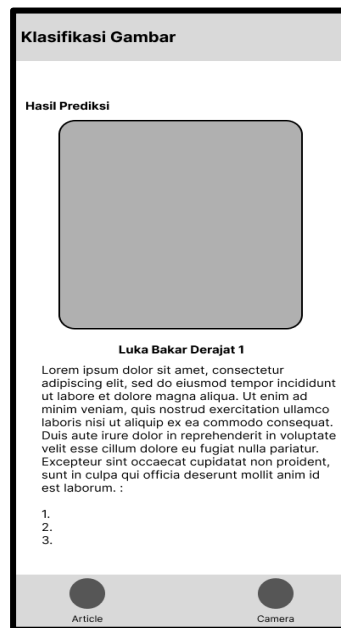 Klasifikasi Gambar
Hasil Prediksi
Luka Bakar Derajat 1
Lorem ipsum dolor sit amet, consectetur
adipiscing elit, sed do eiusmod tempor incididunt
ut labore et dolore magna aliqua. Ut enim ad
minim veniam, quis nostrud exercitation ullamco
laboris nisi ut aliquip ex ea commodo consequat.
Duis aute irure dolor in reprehenderit in voluptate
velit esse cillum dolore eu fugiat nulla pariatur.
Excepteur sint occaecat cupidatat non proident,
sunt in culpa qui officia deserunt mollit anim id
est laborum. :
1.
2.
3.
Article
Camera